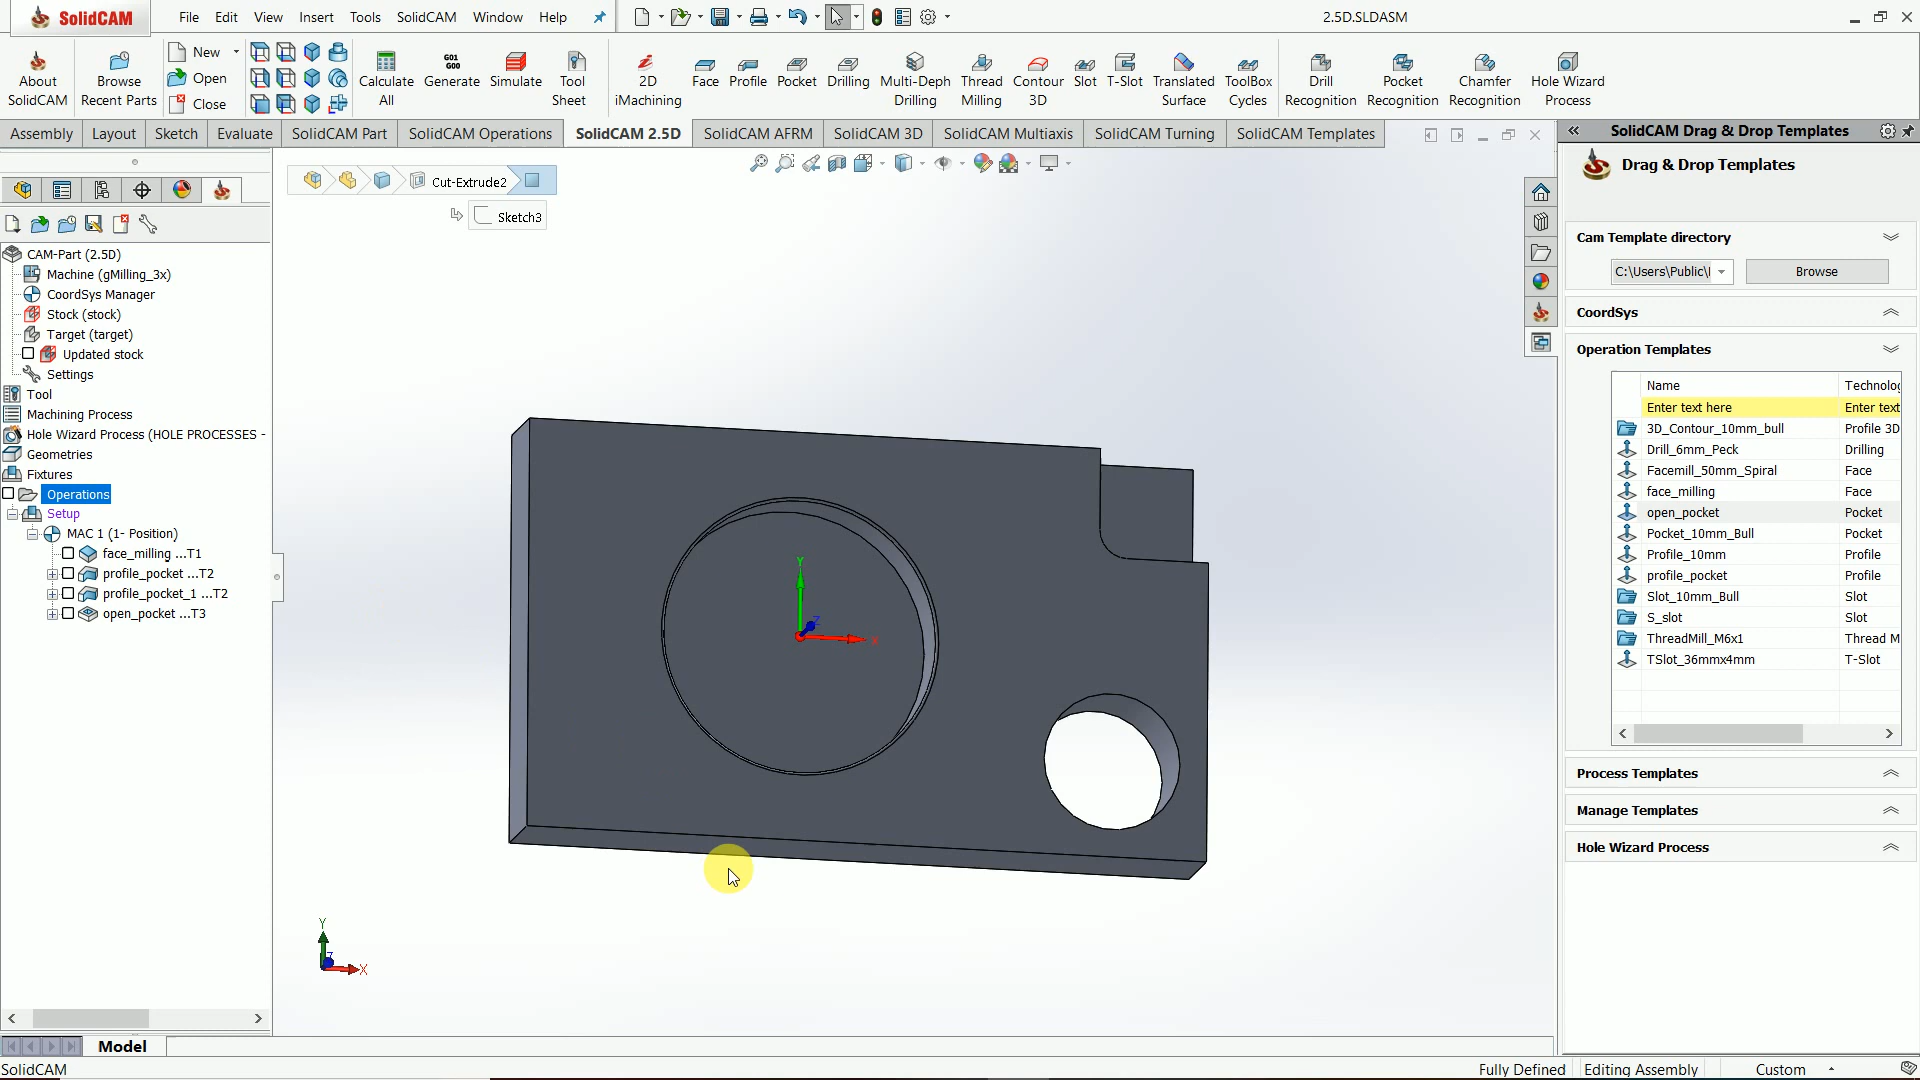 SolidCAM File Edit View Insert Tools SolidCAM Window Help 2.5D.SLDASM
About SolidCAM
Browse Recent Parts
New
Open
Close
Calculate All
G01 G00 Generate
Simulate
Tool Sheet
2D iMachining
Face
Profile
Pocket
Drilling
Multi-Deph Drilling
Thread Milling
Contour 3D
Slot
T-Slot
Translated Surface
ToolBox Cycles
Drill Recognition
Pocket Recognition
Chamfer Recognition
Hole Wizard Process
Assembly Layout Sketch Evaluate SolidCAM Part SolidCAM Operations SolidCAM 2.5D SolidCAM AFRM SolidCAM 3D SolidCAM Multiaxis SolidCAM Turning SolidCAM Templates
CAM-Part (2.5D)
Machine (gMilling_3x)
CoordSys Manager
Stock (stock)
Target (target)
Updated stock
Settings
Tool
Machining Process
Hole Wizard Process (HOLE PROCESSES -
Geometries
Fixtures
Operations
Setup
MAC 1 (1- Position)
face_milling ...T1
profile_pocket ...T2
profile_pocket_1 ...T2
open_pocket ...T3
Cut-Extrude2
Sketch3
Y
Z
X
Y
Z
X
SolidCAM Drag & Drop Templates
Drag & Drop Templates
Cam Template directory
C:\Users\Public\ Browse
CoordSys
Operation Templates
Name Technolog
Enter text here Enter text
3D_Contour_10mm_bull Profile 3D
Drill_6mm_Peck Drilling
Facemill_50mm_Spiral Face
face_milling Face
open_pocket Pocket
Pocket_10mm_Bull Pocket
Profile_10mm Profile
profile_pocket Profile
Slot_10mm_Bull Slot
S_slot Slot
ThreadMill_M6x1 Thread M
TSlot_36mmx4mm T-Slot
Process Templates
Manage Templates
Hole Wizard Process
Model
SolidCAM Fully Defined Editing Assembly Custom